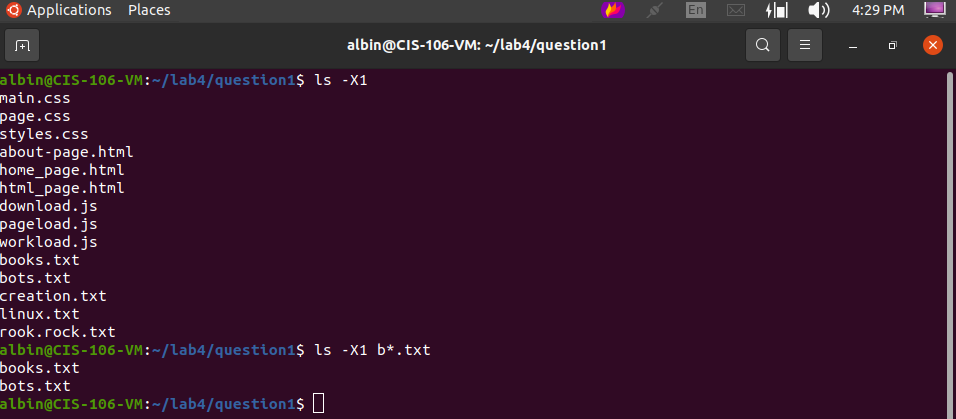 Applications Places En 4:29 PM
albin@CIS-106-VM: ~/lab4/question1
albin@CIS-106-VM:~/lab4/question1$ ls -X1
main.css
page.css
styles.css
about-page.html
home_page.html
html_page.html
download.js
pageload.js
workload.js
books.txt
bots.txt
creation.txt
linux.txt
rook.rock.txt
albin@CIS-106-VM:~/lab4/question1$ ls -X1 b*.txt
books.txt
bots.txt
albin@CIS-106-VM:~/lab4/question1$